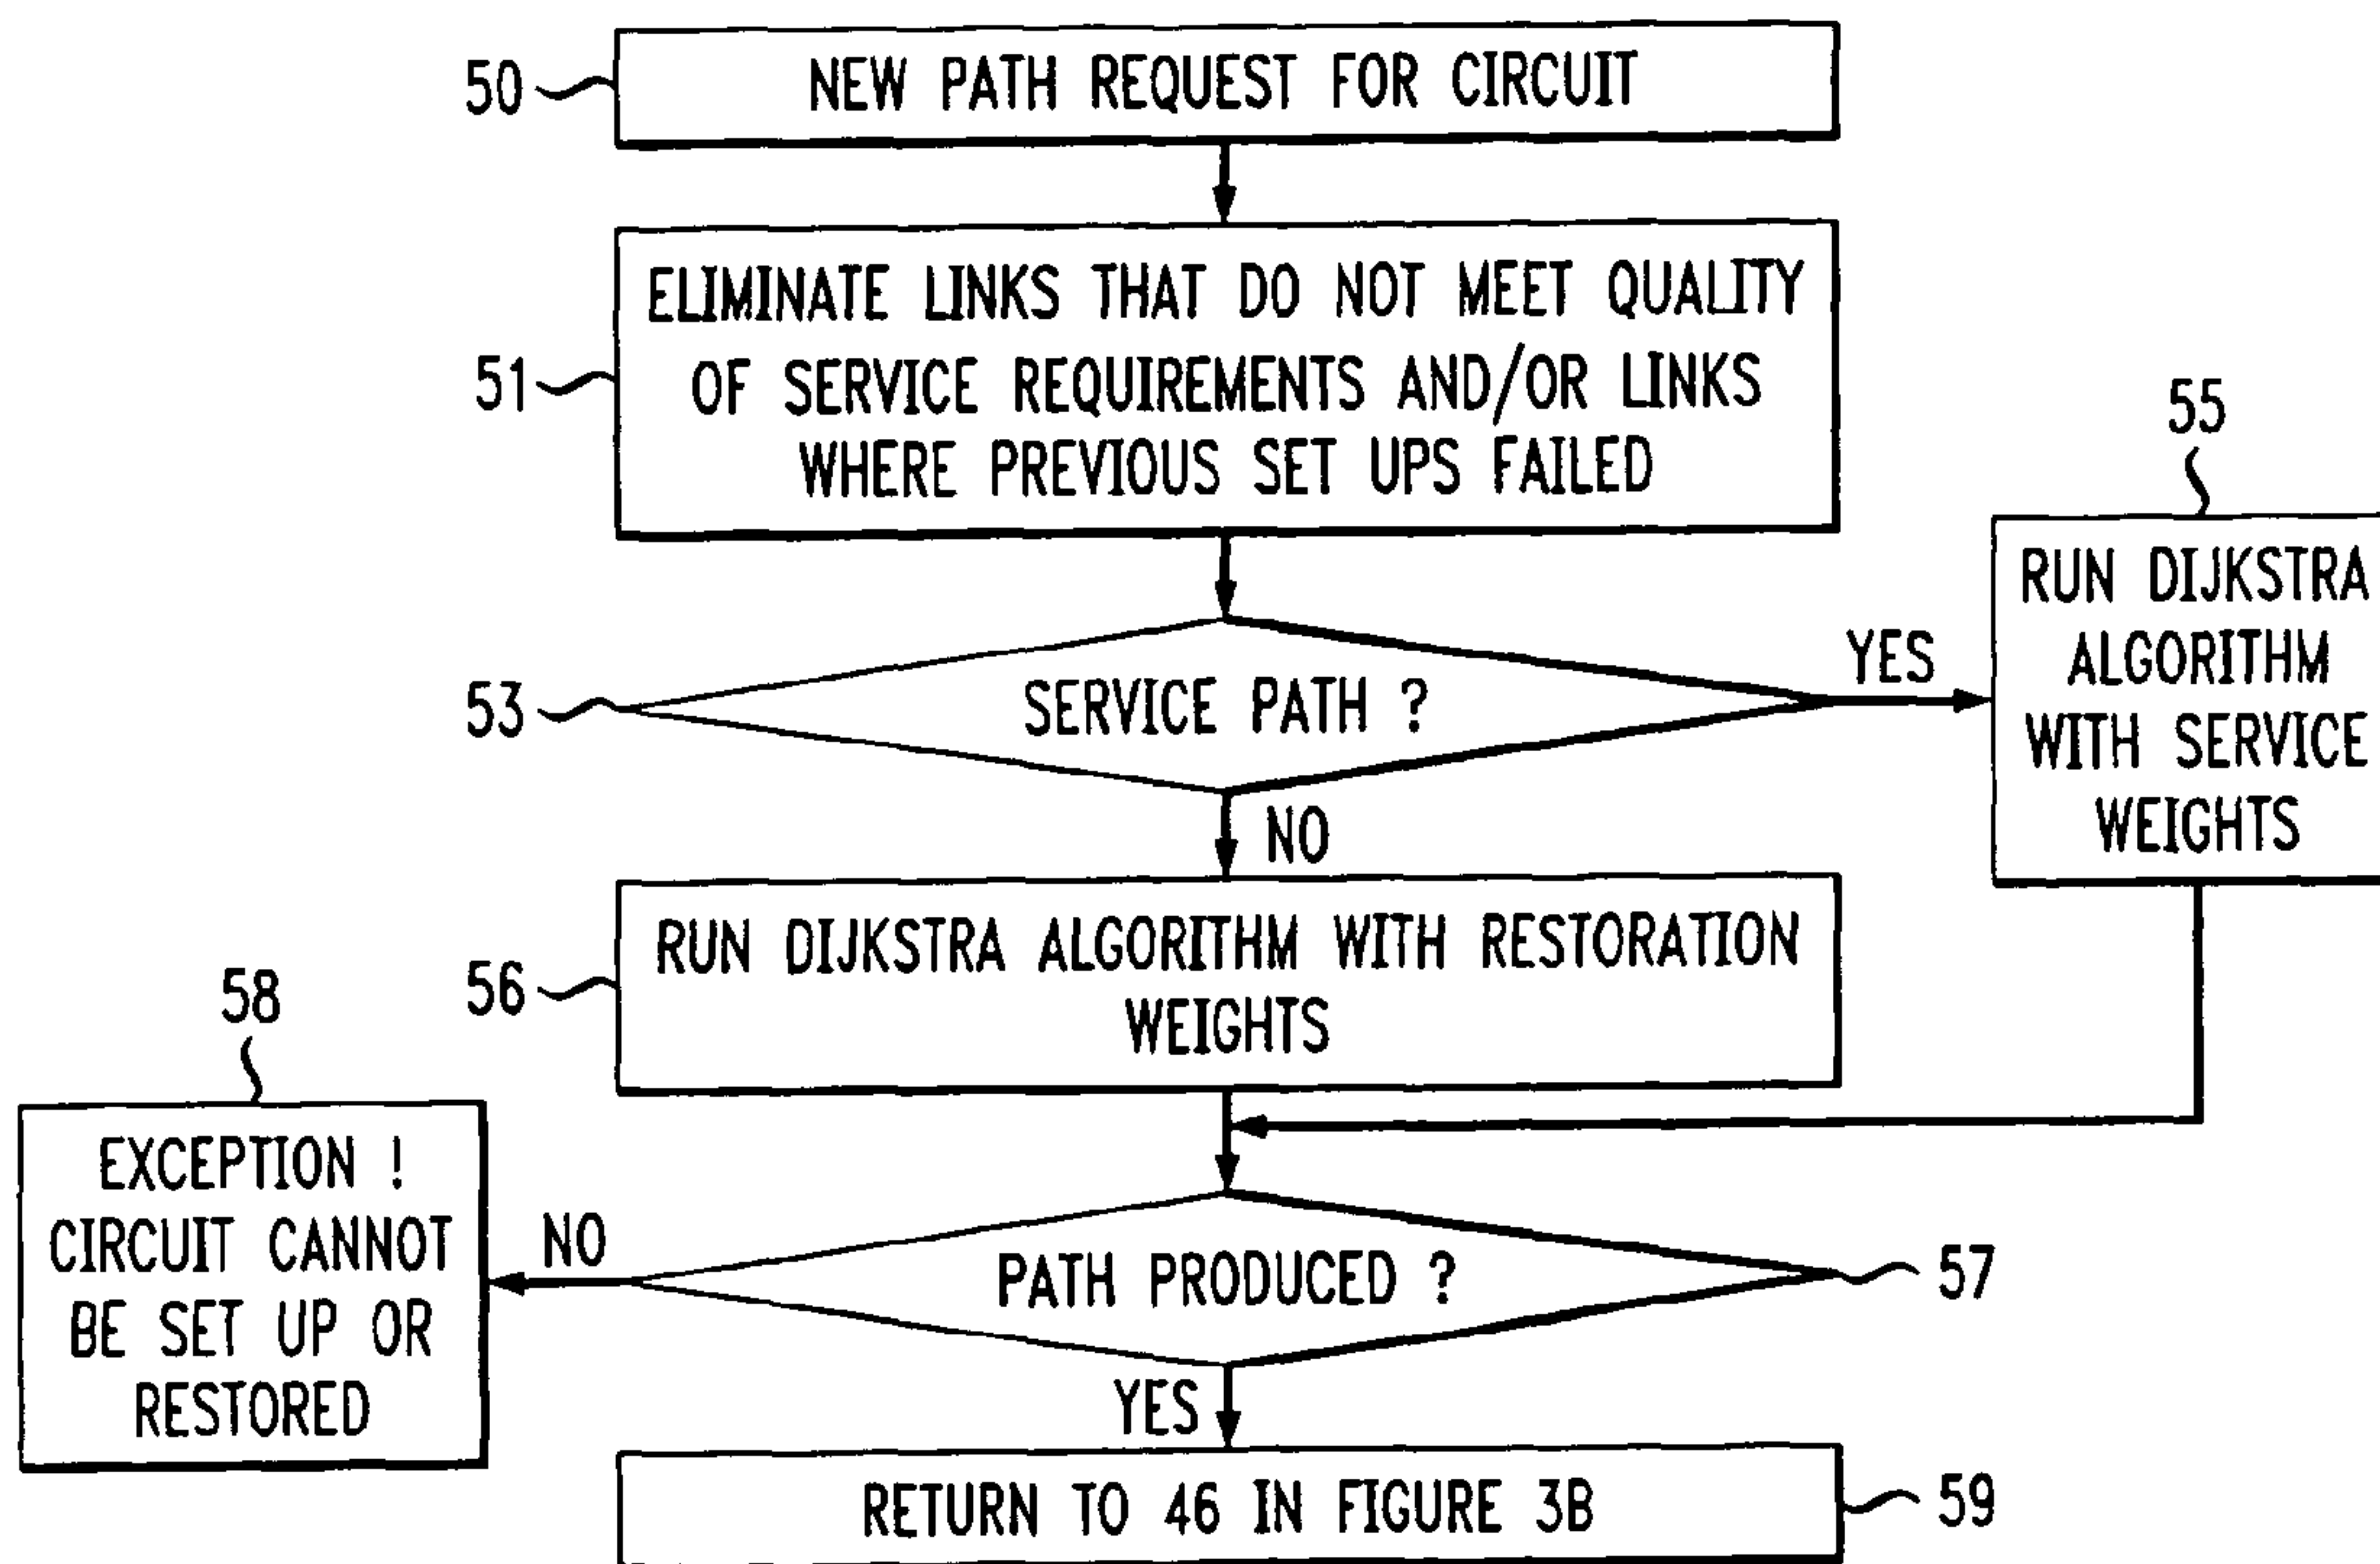 50
NEW PATH REQUEST FOR CIRCUIT
51
ELIMINATE LINKS THAT DO NOT MEET QUALITY
OF SERVICE REQUIREMENTS AND/OR LINKS
WHERE PREVIOUS SET UPS FAILED
53
SERVICE PATH ?
YES
55
RUN DIJKSTRA
ALGORITHM
WITH SERVICE
WEIGHTS
NO
56
RUN DIJKSTRA ALGORITHM WITH RESTORATION
WEIGHTS
57
PATH PRODUCED ?
NO
58
EXCEPTION !
CIRCUIT CANNOT
BE SET UP OR
RESTORED
YES
RETURN TO 46 IN FIGURE 3B
59